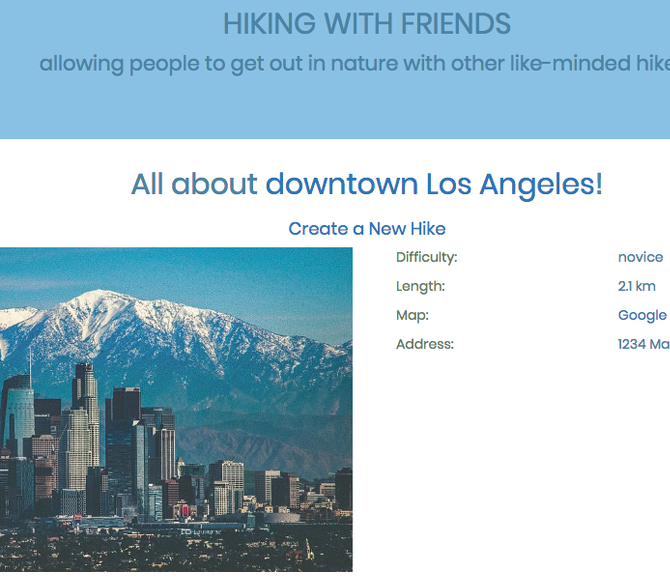 HIKING WITH FRIENDS
allowing people to get out in nature with other like-minded hike
All about downtown Los Angeles!
Create a New Hike
Difficulty: novice
Length: 2.1 km
Map: Google
Address: 1234 Ma